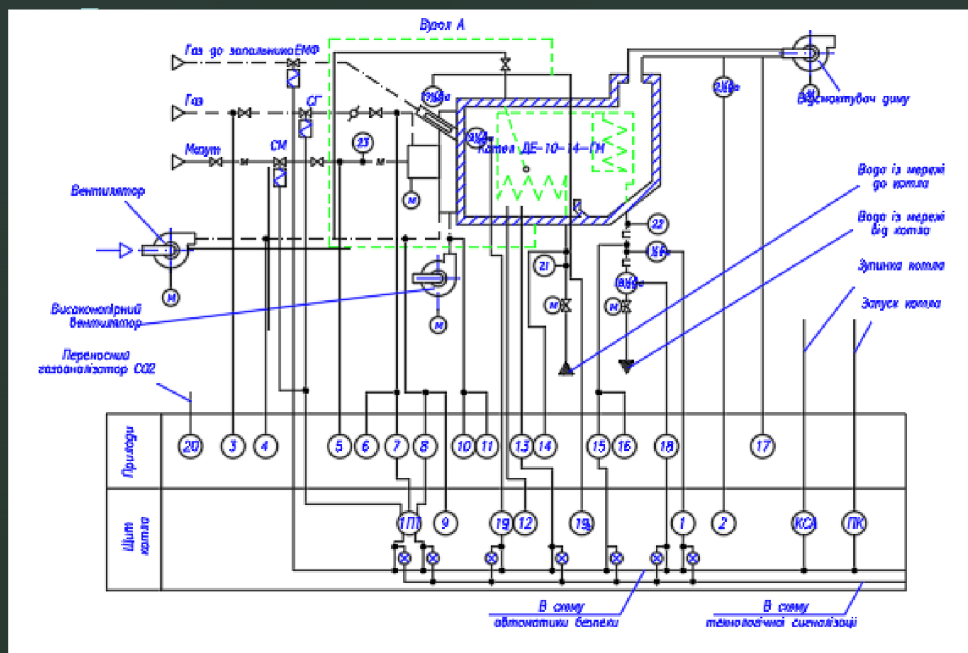 Вузол А
Газ до запальника ЕМФ
Газ
СГ
Мазут
СМ
23
Котел ДЕ-10-14-ГМ
Відсмоктувач диму
Вода із мережі
до котла
Вода із мережі
від котла
Зупинка котла
Запуск котла
Вентилятор
Високонапірний
вентилятор
Переносний
газоаналізатор СО2
м
м
м
м
м
21
22
Прилади
20
3
4
5
6
7
8
10
11
13
14
15
16
18
17
Щит
котла
1П1
9
19
12
19
1
2
КСА
ПК
В схему
автоматики безпеки
В схему
технологічної сигналізації